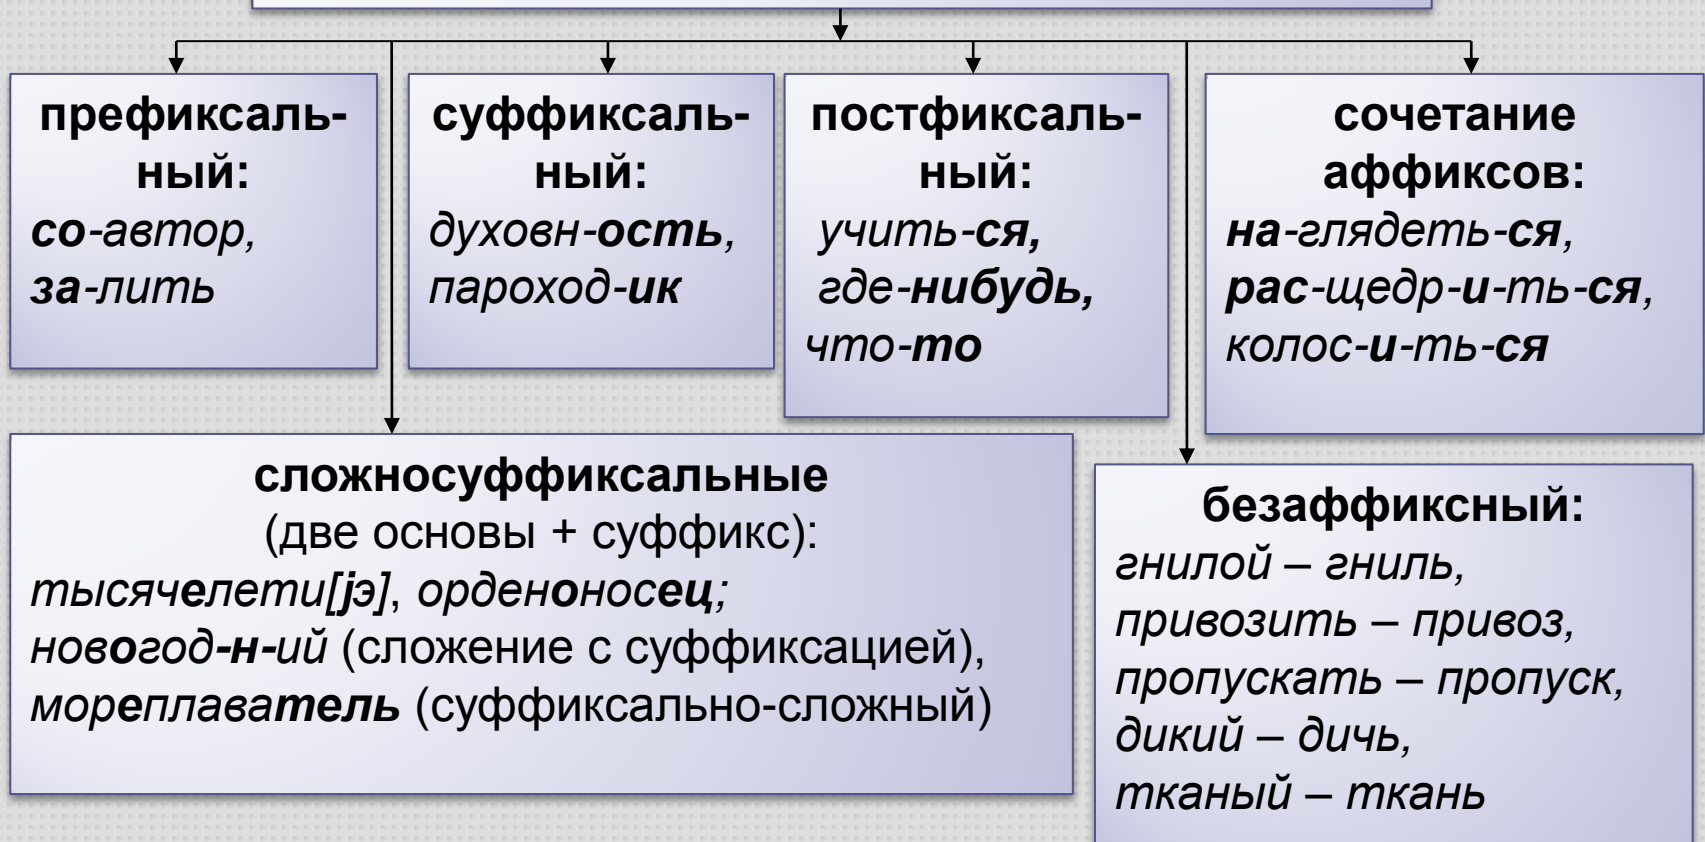 префиксаль-
ный:
со-автор,
за-лить
суффиксаль-
ный:
духовн-ость,
пароход-ик
постфиксаль-
ный:
учить-ся,
где-нибудь,
что-то
сочетание
аффиксов:
на-глядеть-ся,
рас-щедр-и-ть-ся,
колос-и-ть-ся
сложносуффиксальные
(две основы + суффикс):
тысячелети[jэ], орденоносец;
новогод-н-ий (сложение с суффиксацией),
мореплаватель (суффиксально-сложный)
безаффиксный:
гнилой – гниль,
привозить – привоз,
пропускать – пропуск,
дикий – дичь,
тканый – ткань